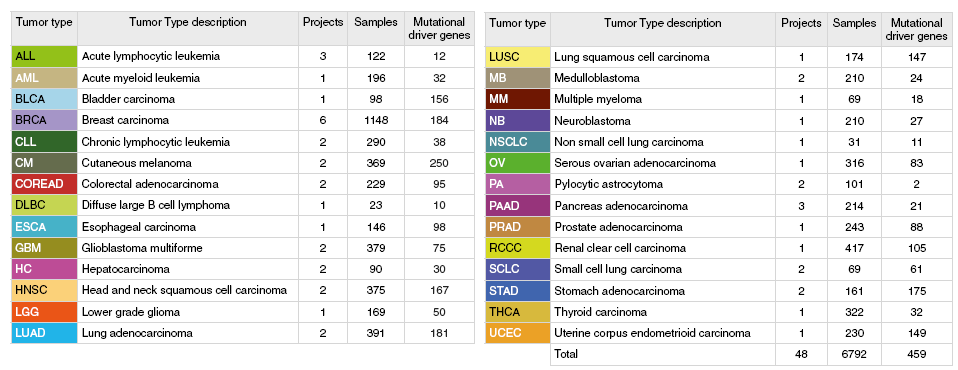 Tumor type Tumor Type description Projects Samples Mutational driver genes
ALL Acute lymphocytic leukemia 3 122 12
AML Acute myeloid leukemia 1 196 32
BLCA Bladder carcinoma 1 98 156
BRCA Breast carcinoma 6 1148 184
CLL Chronic lymphocytic leukemia 2 290 38
CM Cutaneous melanoma 2 369 250
COREAD Colorectal adenocarcinoma 2 229 95
DLBC Diffuse large B cell lymphoma 1 23 10
ESCA Esophageal carcinoma 1 146 98
GBM Glioblastoma multiforme 2 379 75
HC Hepatocarcinoma 2 90 30
HNSC Head and neck squamous cell carcinoma 2 375 167
LGG Lower grade glioma 1 169 50
LUAD Lung adenocarcinoma 2 391 181
Tumor type Tumor Type description Projects Samples Mutational driver genes
LUSC Lung squamous cell carcinoma 1 174 147
MB Medulloblastoma 2 210 24
MM Multiple myeloma 1 69 18
NB Neuroblastoma 1 210 27
NSCLC Non small cell lung carcinoma 1 31 11
OV Serous ovarian adenocarcinoma 1 316 83
PA Pylocytic astrocytoma 2 101 2
PAAD Pancreas adenocarcinoma 3 214 21
PRAD Prostate adenocarcinoma 1 243 88
RCCC Renal clear cell carcinoma 1 417 105
SCLC Small cell lung carcinoma 2 69 61
STAD Stomach adenocarcinoma 2 161 175
THCA Thyroid carcinoma 1 322 32
UCEC Uterine corpus endometrioid carcinoma 1 230 149
Total 48 6792 459